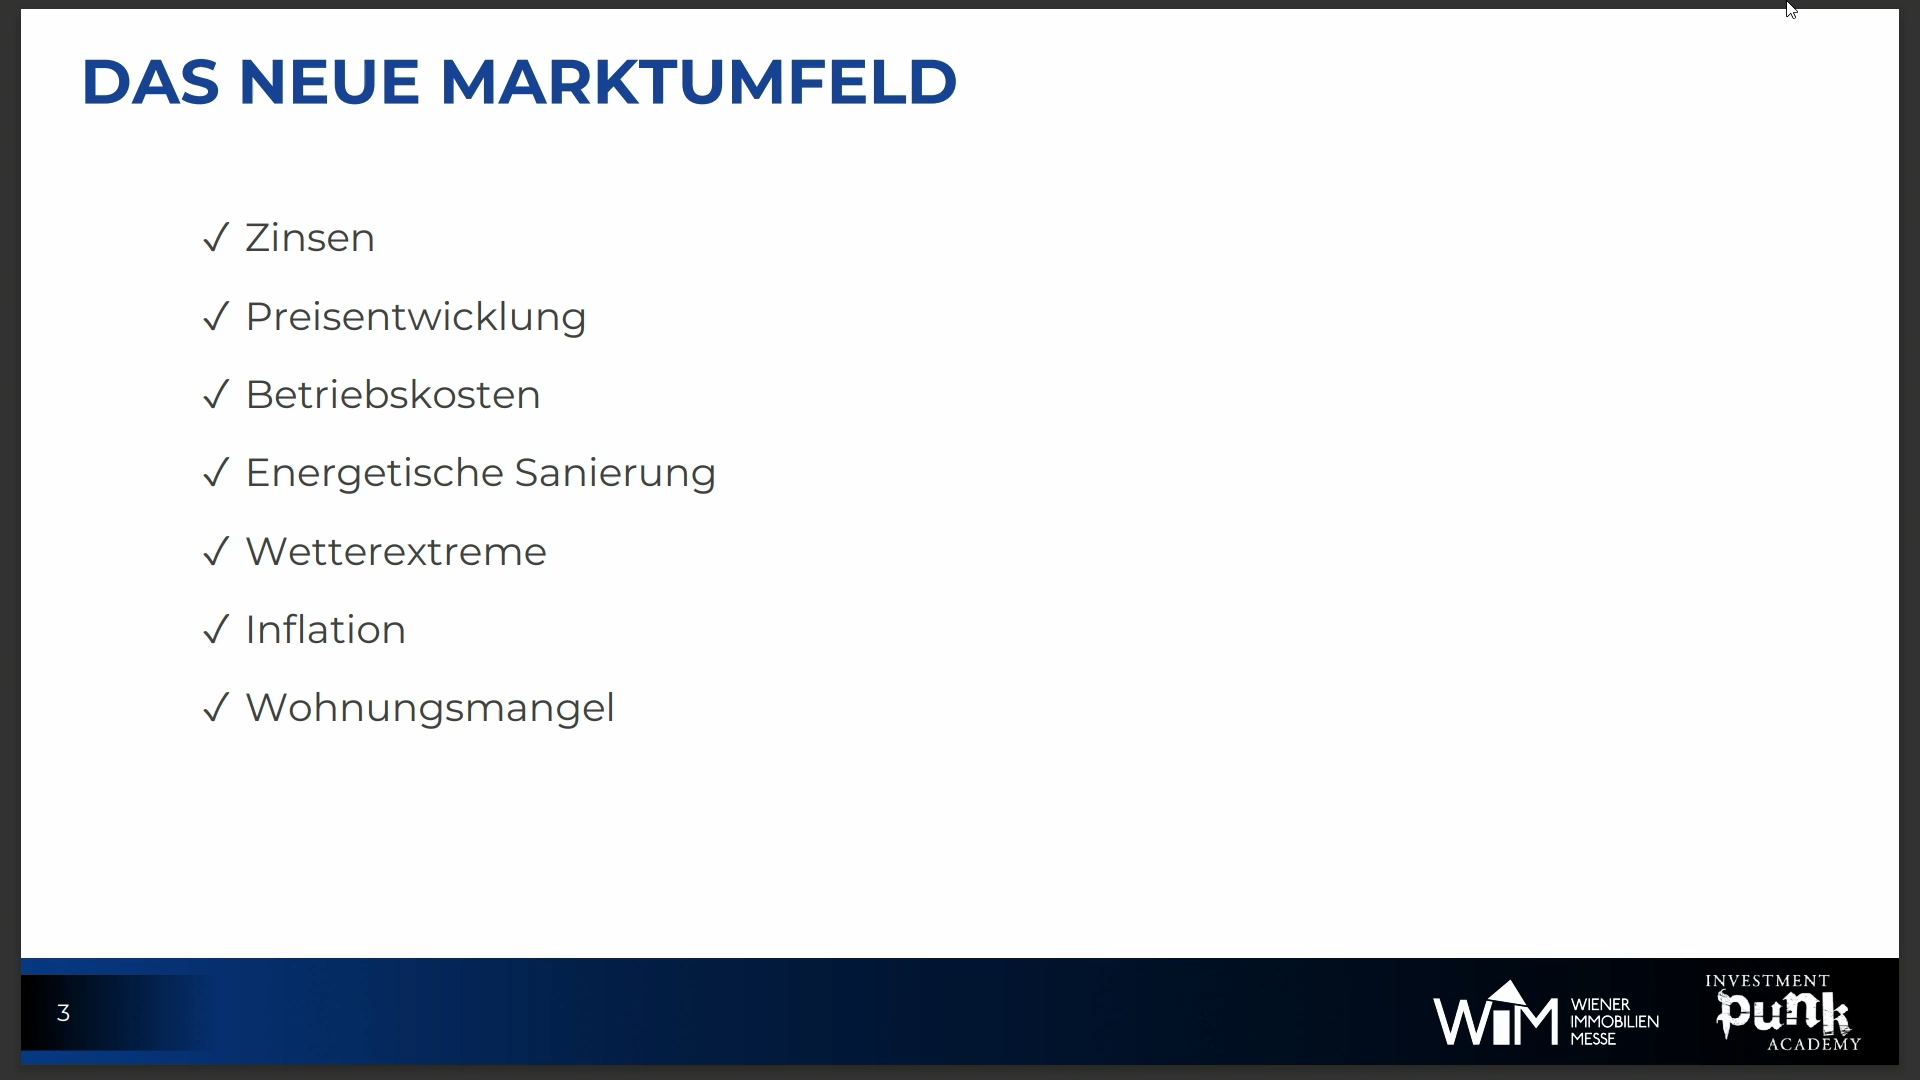 DAS NEUE MARKTUMFELD
✓ Zinsen
✓ Preisentwicklung
✓ Betriebskosten
✓ Energetische Sanierung
✓ Wetterextreme
✓ Inflation
✓ Wohnungsmangel
3
WIM
WIENER
IMMOBILIEN
MESSE
INVESTMENT
punk
ACADEMY